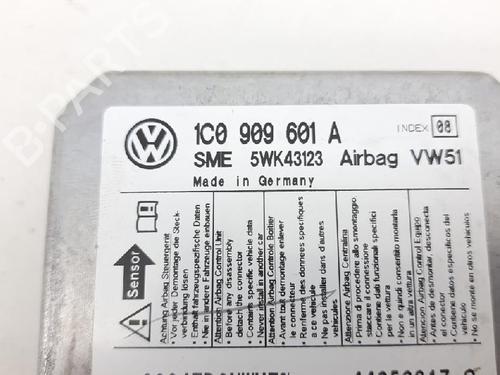 1C0 909 601 A
INDEX 08
SME 5WK43123 Airbag VW51
Made in Germany
Sensor
Achtung Airbag Steuergerät
• Vor jeder Demontage die Steck-
verbindung lösen
• Enthält fahrzeugspezifische Daten
• Nie in andere Fahrzeuge einbauen
Attention Airbag Control Unit
• Before any disassembly
detach the connector
• Contains specific vehicle data
• Never install in another car
Attention Airbag Controle Boitier
• Avant tout démontage enlever
le connecteur
• Renferme des données spécifiques
à ce véhicule
• Ne pas installer dans d'autres
véhicules.
Attenzione Airbag Centralina
• Prima di procedere allo smontaggio
staccare il connessione
• Contiene dati funzionali specifici
per questa vettura
• Non e quindi consentito montarla
in altra vettura
Atencion Airbag Control Equipo
• Antes de desmontar, desconecta
el conector
• Contiene datos específicos del
vehículo
• No se monte en otros vehículos
B-Parts